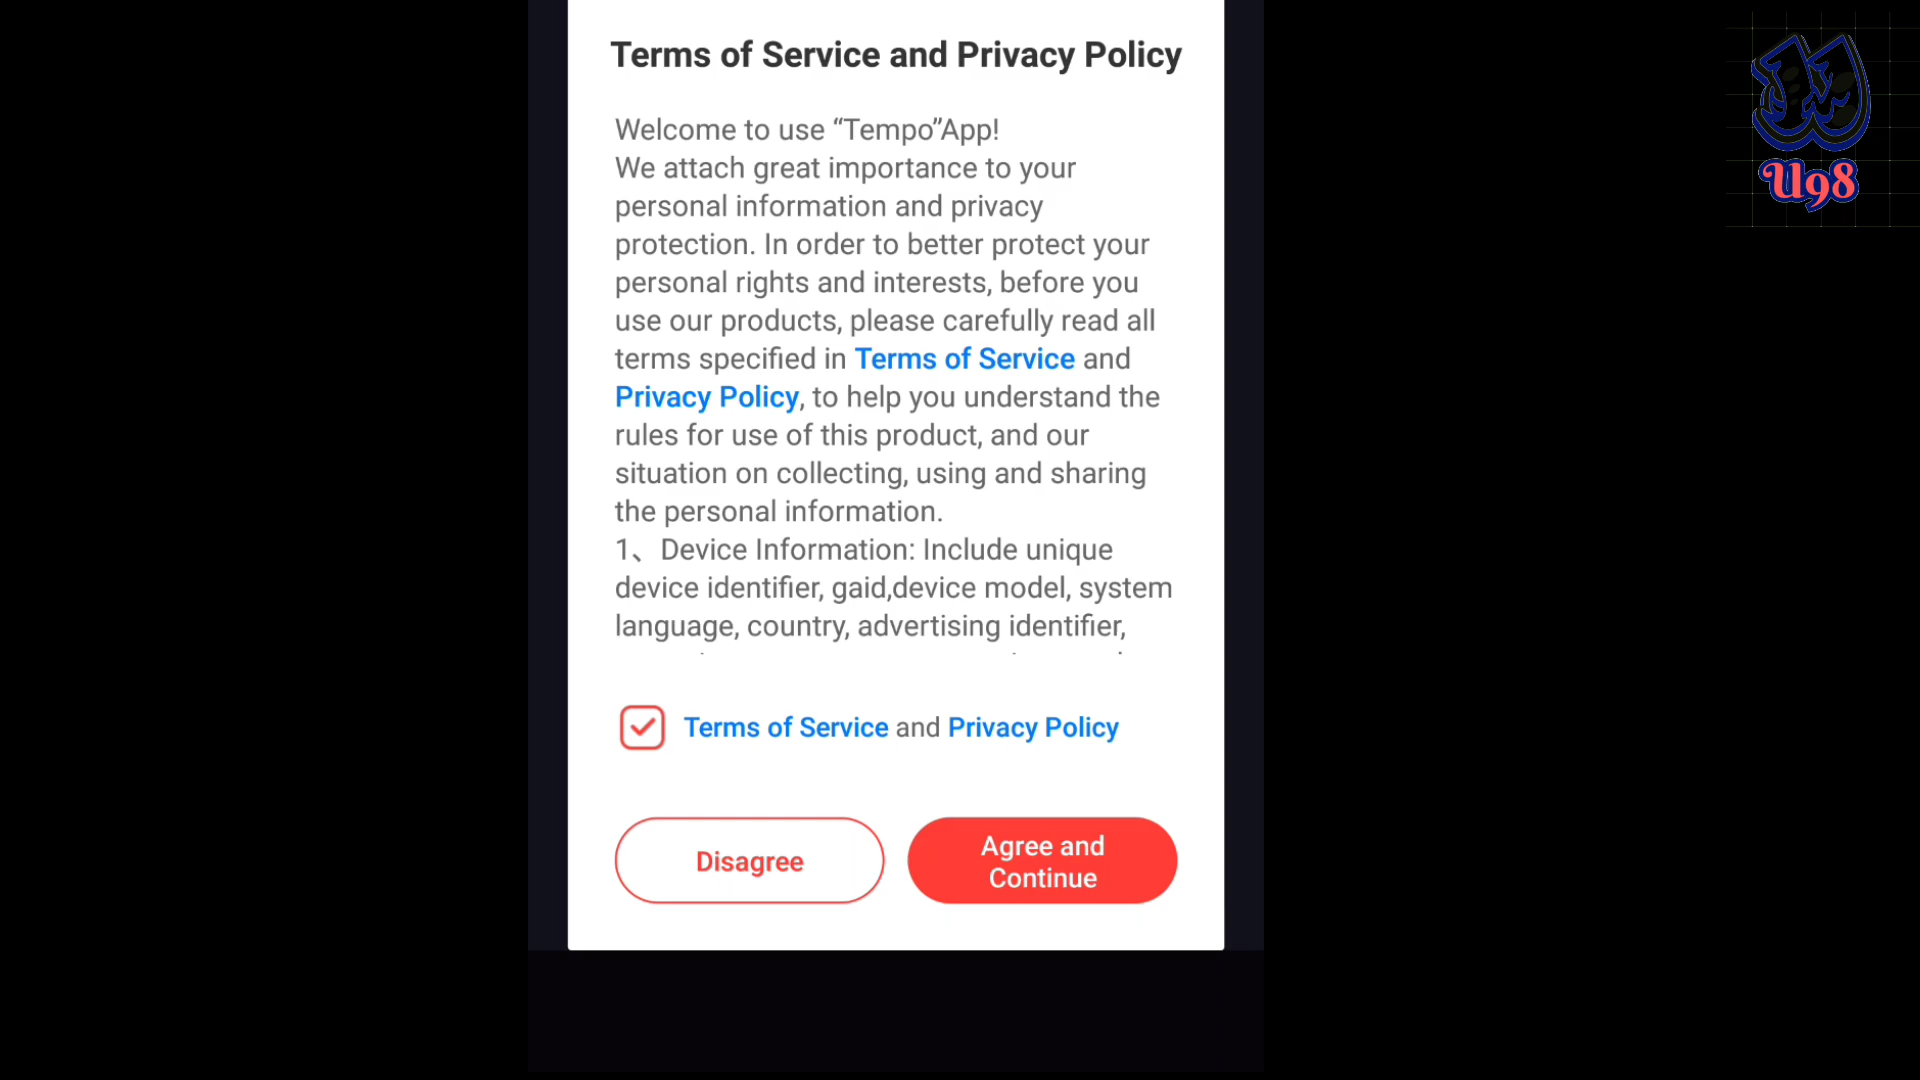 Terms of Service and Privacy Policy
Welcome to use “Tempo”App!
We attach great importance to your
personal information and privacy
protection. In order to better protect your
personal rights and interests, before you
use our products, please carefully read all
terms specified in Terms of Service and
Privacy Policy, to help you understand the
rules for use of this product, and our
situation on collecting, using and sharing
the personal information.
1、 Device Information: Include unique
device identifier, gaid,device model, system
language, country, advertising identifier,
Terms of Service and Privacy Policy
Disagree
Agree and
Continue
U98